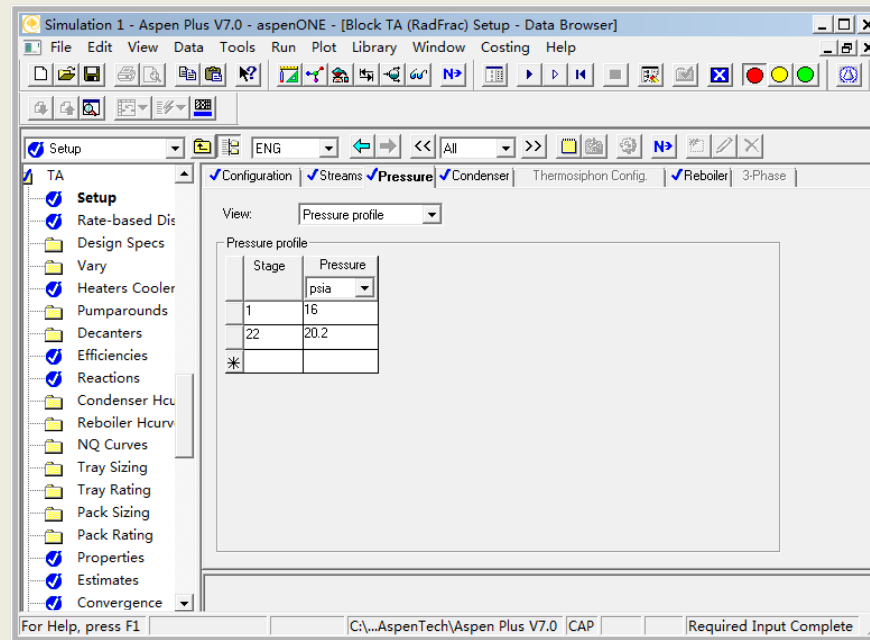 Simulation 1 - Aspen Plus V7.0 - aspenONE - [Block TA (RadFrac) Setup - Data Browser]
File Edit View Data Tools Run Plot Library Window Costing Help
N
Setup ENG << All >> N
TA
Setup
Rate-based Dis
Design Specs
Vary
Heaters Cooler
Pumparounds
Decanters
Efficiencies
Reactions
Condenser Hcu
Reboiler Hcurv
NQ Curves
Tray Sizing
Tray Rating
Pack Sizing
Pack Rating
Properties
Estimates
Convergence
Configuration Streams Pressure Condenser Thermosiphon Config. Reboiler 3-Phase
View: Pressure profile
Pressure profile
Stage Pressure
psia
1 16
22 20.2
For Help, press F1 C:\...AspenTech\Aspen Plus V7.0 CAP Required Input Complete